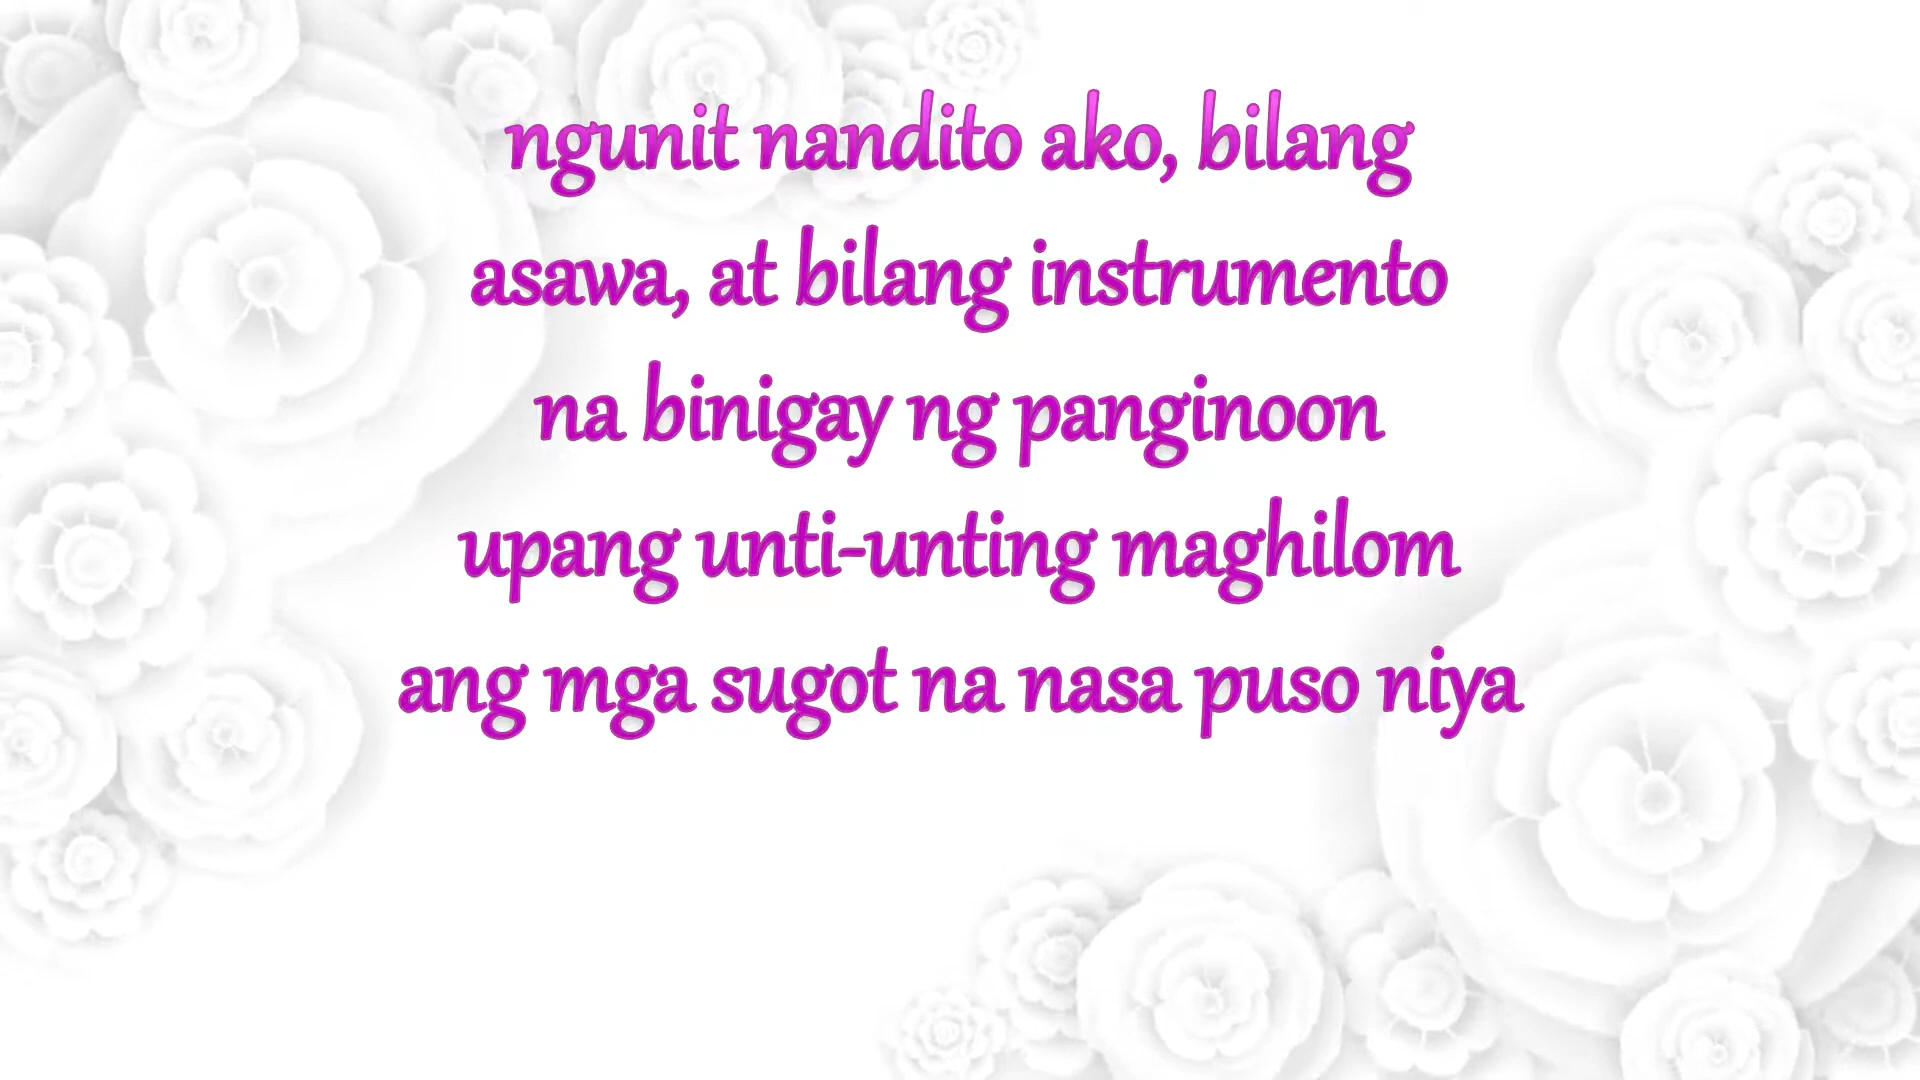 ngunit nandito ako, bilang
asawa, at bilang instrumento
na binigay ng panginoon
upang unti-unting maghilom
ang mga sugot na nasa puso niya